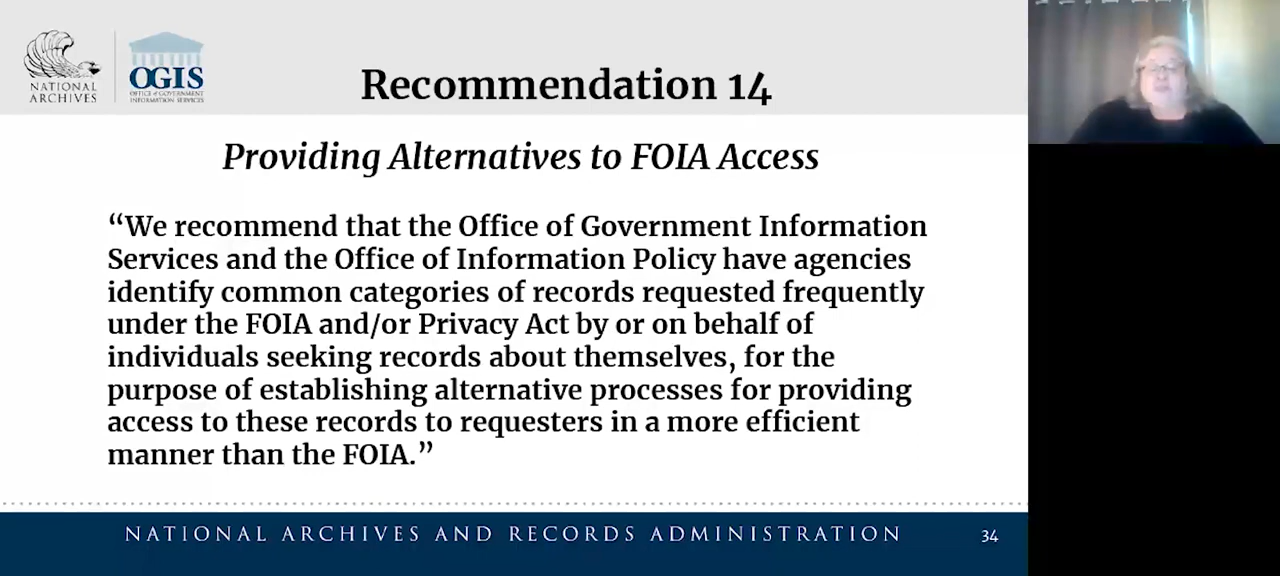 NATIONAL
ARCHIVES
OGIS
OFFICE of GOVERNMENT
INFORMATION SERVICES
Recommendation 14
Providing Alternatives to FOIA Access
“We recommend that the Office of Government Information
Services and the Office of Information Policy have agencies
identify common categories of records requested frequently
under the FOIA and/or Privacy Act by or on behalf of
individuals seeking records about themselves, for the
purpose of establishing alternative processes for providing
access to these records to requesters in a more efficient
manner than the FOIA.”
NATIONAL ARCHIVES AND RECORDS ADMINISTRATION
34